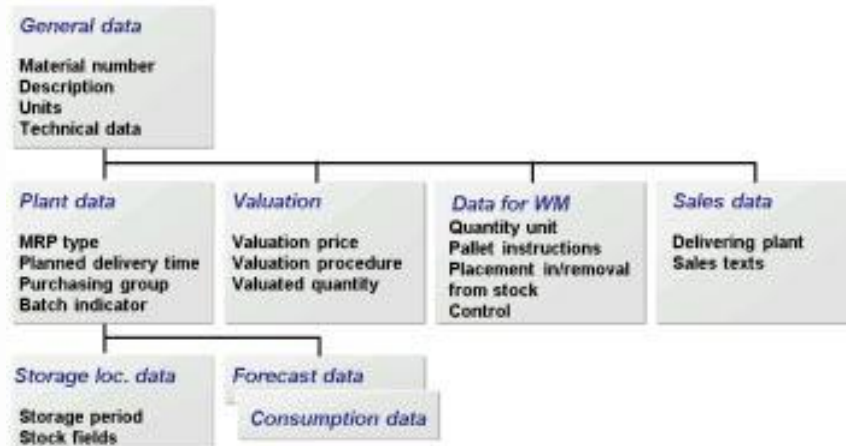 General data
Material number
Description
Units
Technical data
Plant data
MRP type
Planned delivery time
Purchasing group
Batch indicator
Valuation
Valuation price
Valuation procedure
Valuated quantity
Data for WM
Quantity unit
Pallet instructions
Placement in/removal
from stock
Control
Sales data
Delivering plant
Sales texts
Storage loc. data
Storage period
Stock fields
Forecast data
Consumption data